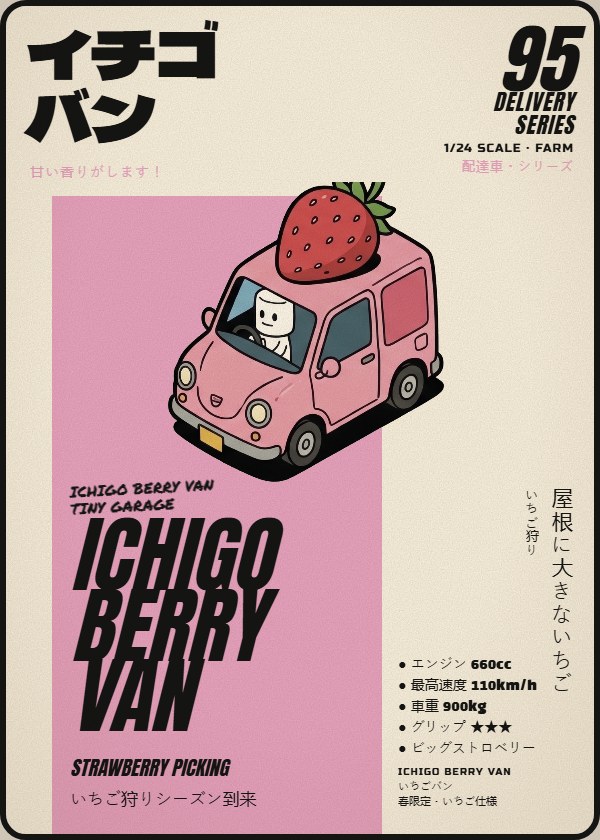 イチゴ
バン
甘い香りがします！
95
DELIVERY
SERIES
1/24 SCALE · FARM
配達車・シリーズ
ICHIGO BERRY VAN
TINY GARAGE
ICHIGO
BERRY
VAN
STRAWBERRY PICKING
いちご狩りシーズン到来
屋根に大きないちご
いちご狩り
● エンジン 660cc
● 最高速度 110km/h
● 車重 900kg
● グリップ ★★★
● ビッグストロベリー
ICHIGO BERRY VAN
いちごバン
春限定・いちご仕様